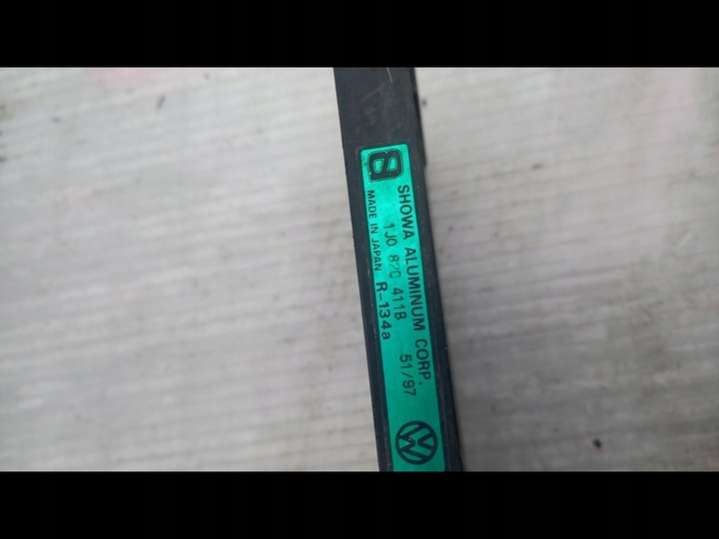 SHOWA ALUMINUM CORP.
1J0 820 411B 51/97
MADE IN JAPAN R-134a